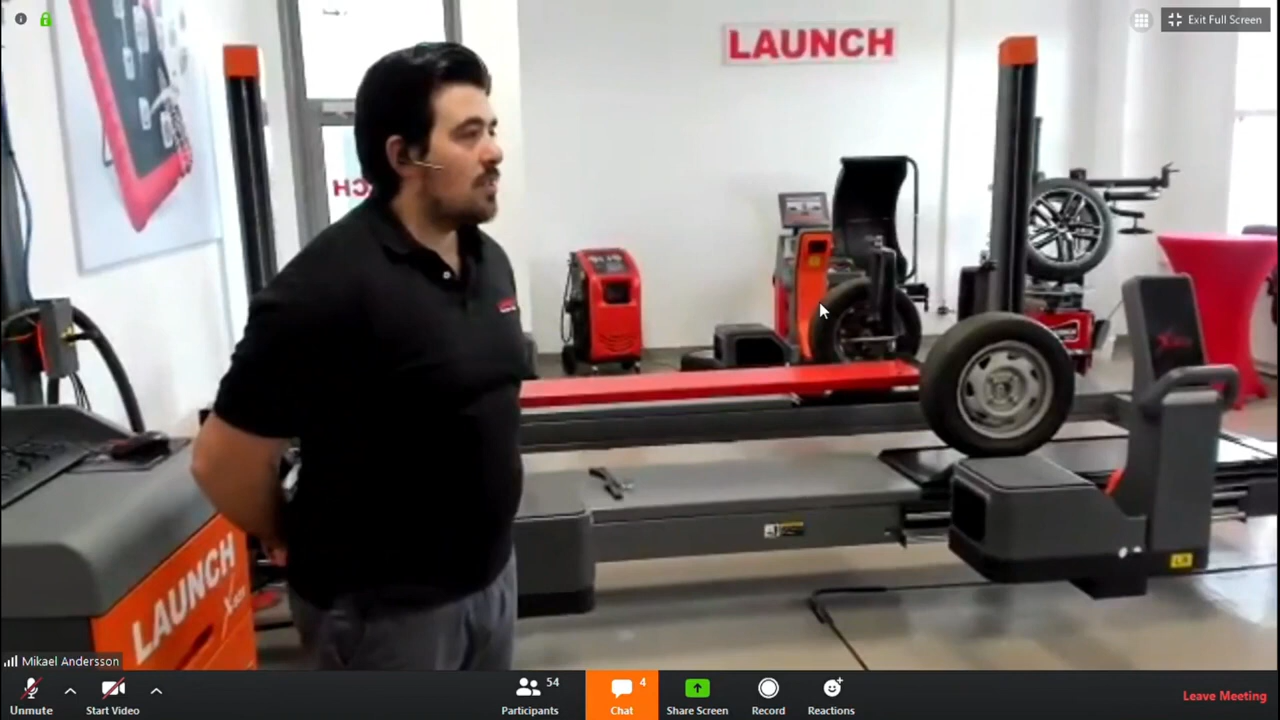 Exit Full Screen
LAUNCH
LAUNCH
Mikael Andersson
Unmute
Start Video
54
Participants
4
Chat
Share Screen
Record
Reactions
Leave Meeting